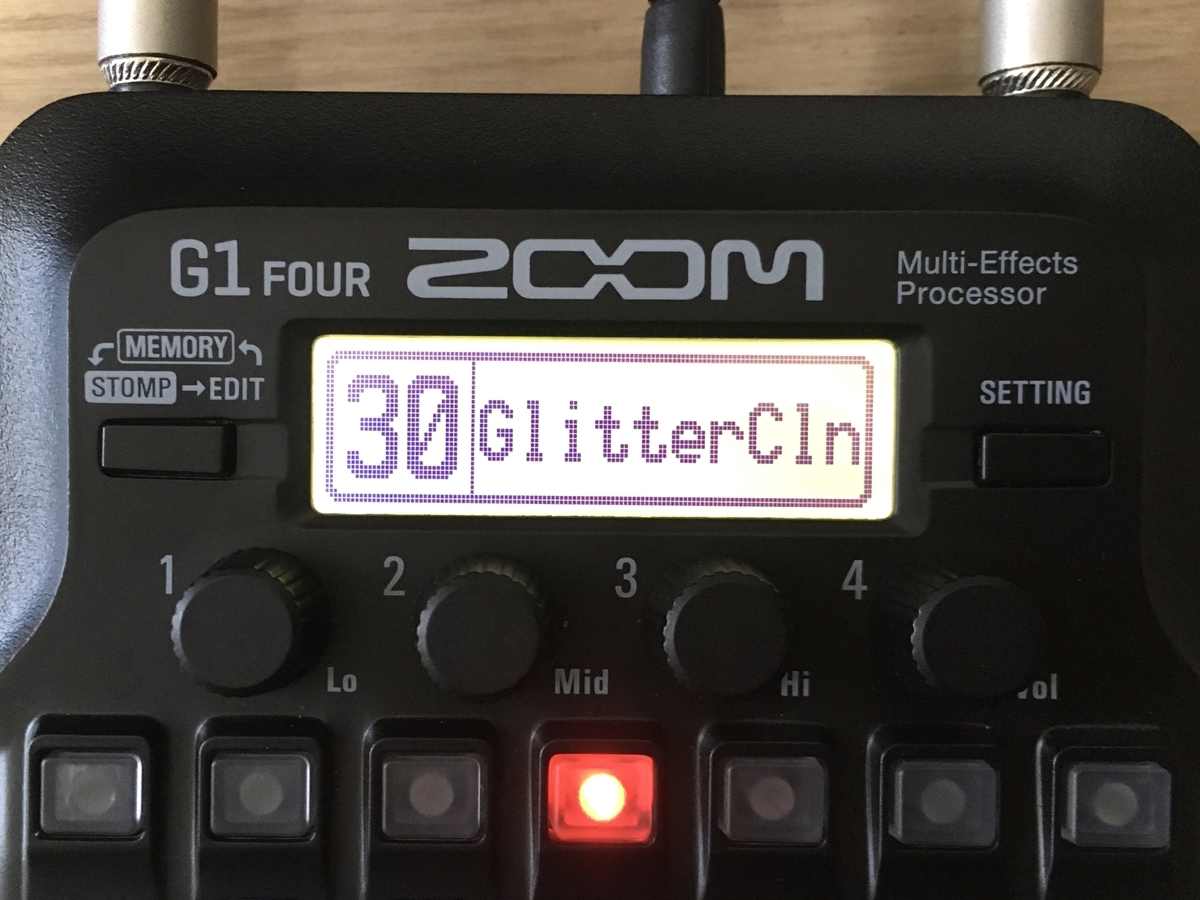 G1 FOUR ZOOM Multi-Effects
Processor
MEMORY
STOMP → EDIT
SETTING
30 GlitterCln
1 2 3 4
Lo Mid Hi Vol